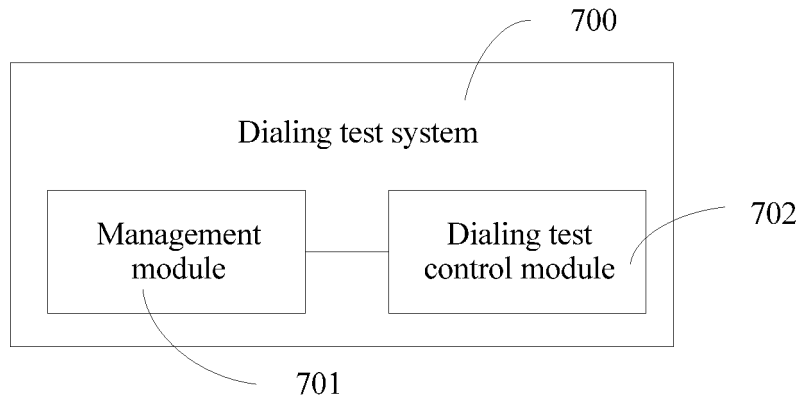 700
Dialing test system
Management
module
Dialing test
control module
702
701